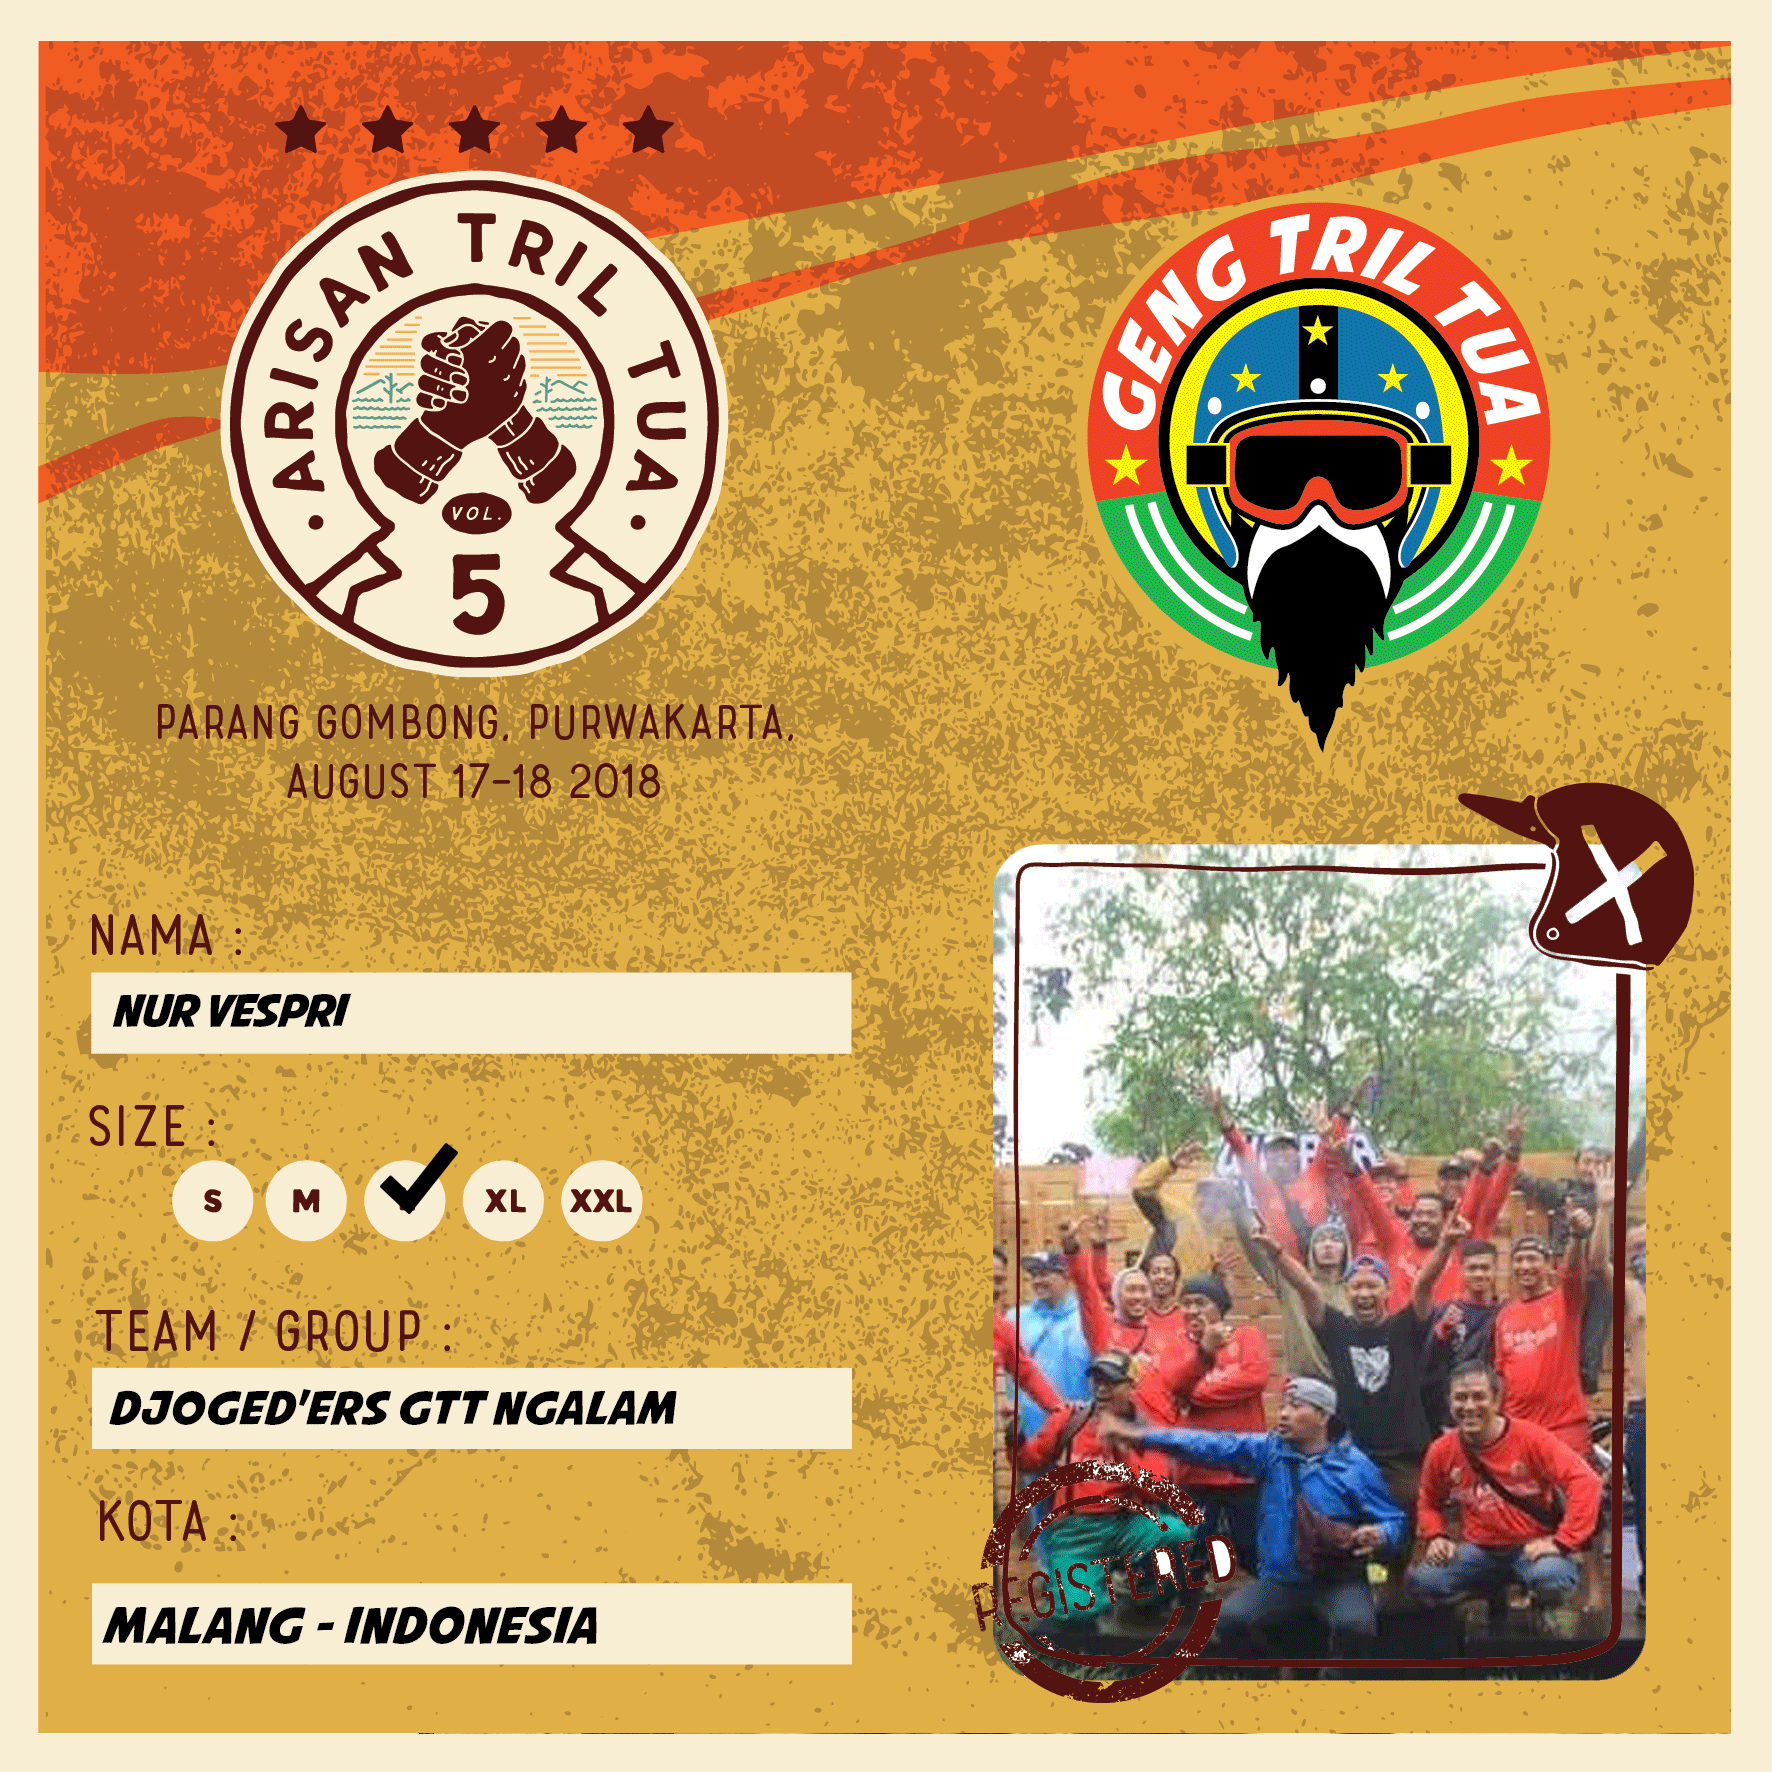 ARISAN TRIL TUA
VOL.
5
GENG TRIL TUA
PARANG GOMBONG, PURWAKARTA,
AUGUST 17-18 2018
NAMA :
NUR VESPRI
SIZE :
S M XL XXL
TEAM / GROUP :
DJOGED'ERS GTT NGALAM
KOTA :
MALANG - INDONESIA
REGISTERED